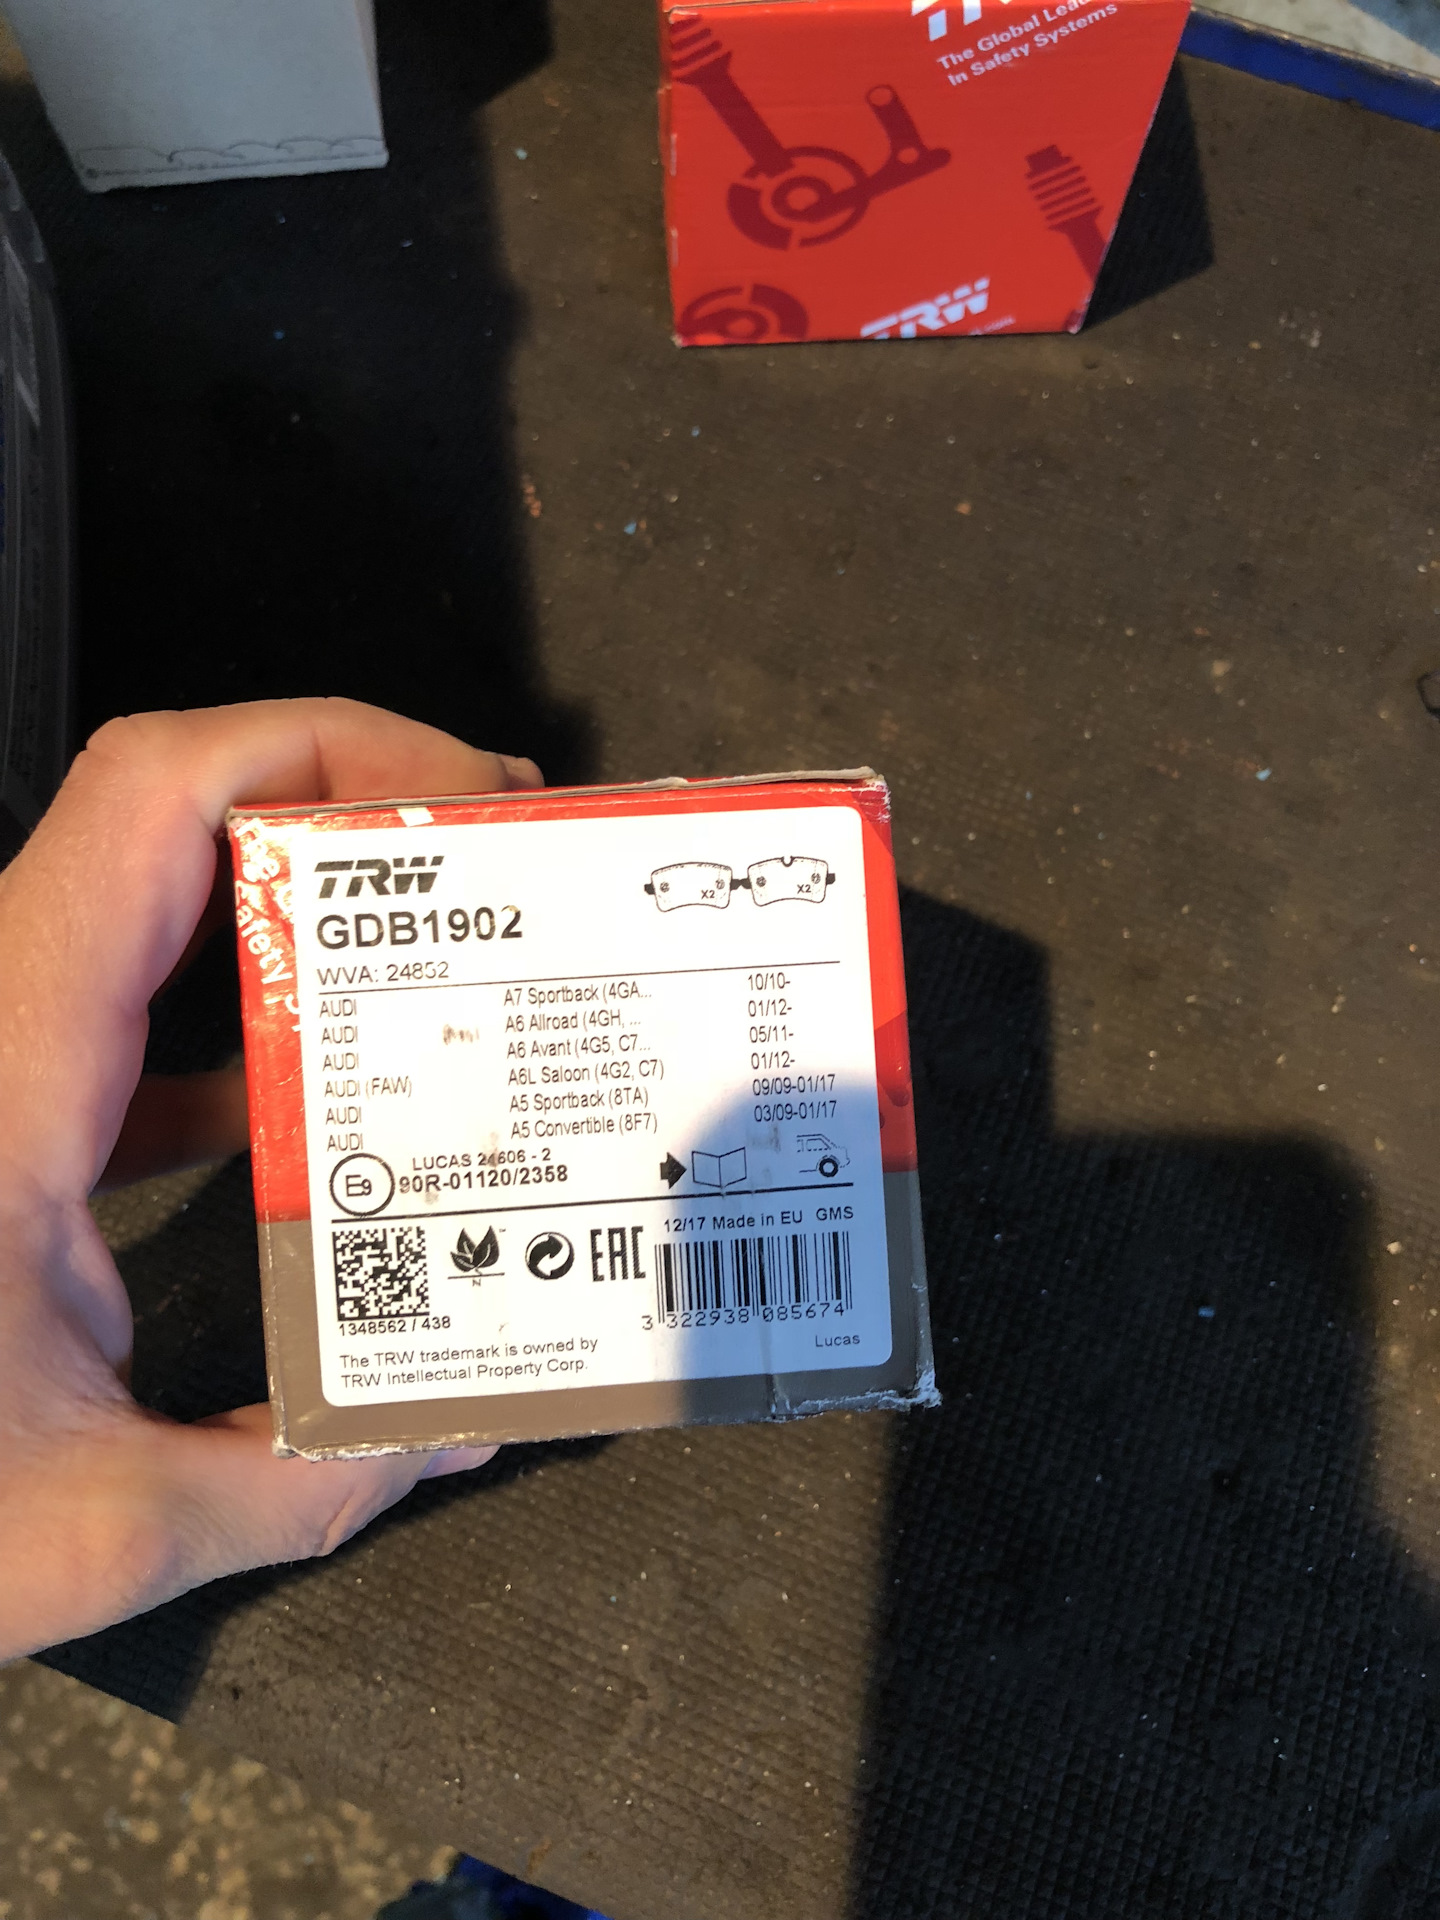 The Global Lea
In Safety Systems
TRW
TRW
GDB1902
X2 X2
WVA: 24852
AUDI A7 Sportback (4GA... 10/10-
AUDI A6 Allroad (4GH, ... 01/12-
AUDI A6 Avant (4G5, C7... 05/11-
AUDI (FAW) A6L Saloon (4G2, C7) 01/12-
AUDI A5 Sportback (8TA) 09/09-01/17
AUDI A5 Convertible (8F7) 03/09-01/17
LUCAS 24606 - 2
E9 90R-01120/2358
12/17 Made in EU GMS
N EAC
1348562 / 438
3 322938 085674
Lucas
The TRW trademark is owned by
TRW Intellectual Property Corp.